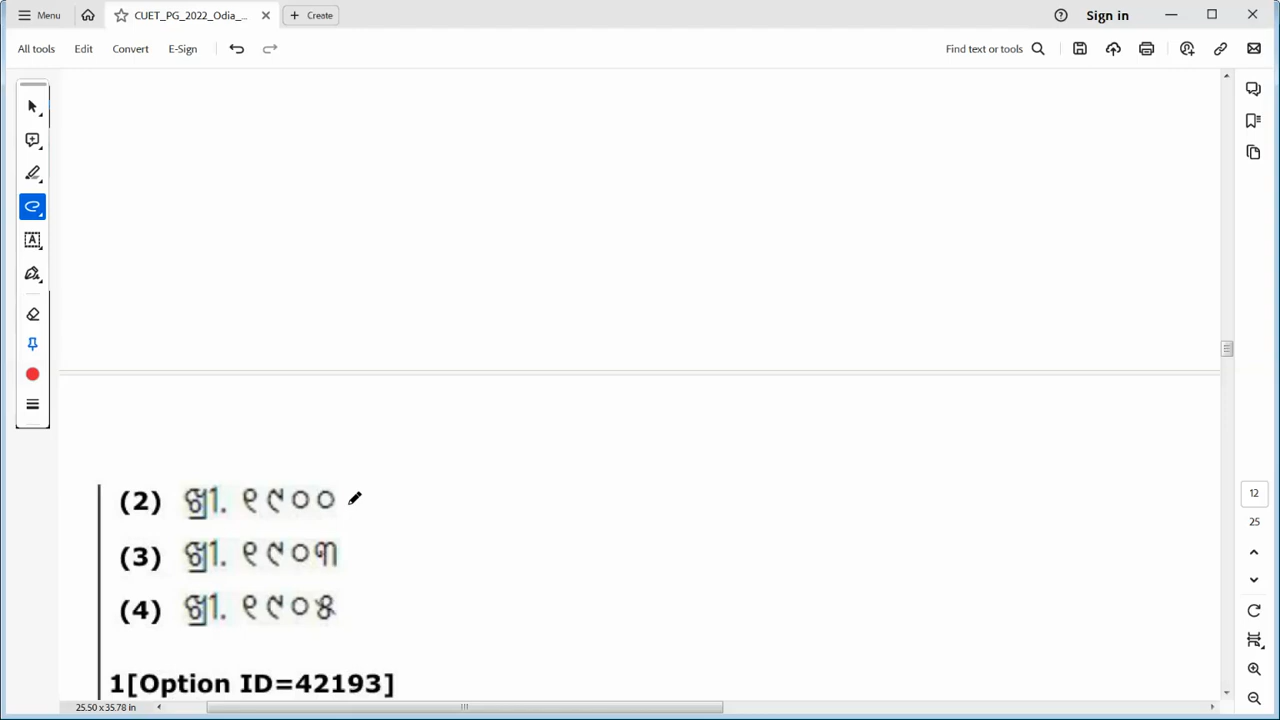 Menu
CUET_PG_2022_Odia_...
Create
Sign in
All tools
Edit
Convert
E-Sign
Find text or tools
(2) ଖ୍ରୀ. ୧୯୦୦
(3) ଖ୍ରୀ. ୧୯୦୩
(4) ଖ୍ରୀ. ୧୯୦୫
1[Option ID=42193]
12
25
25.50 x 35.78 in